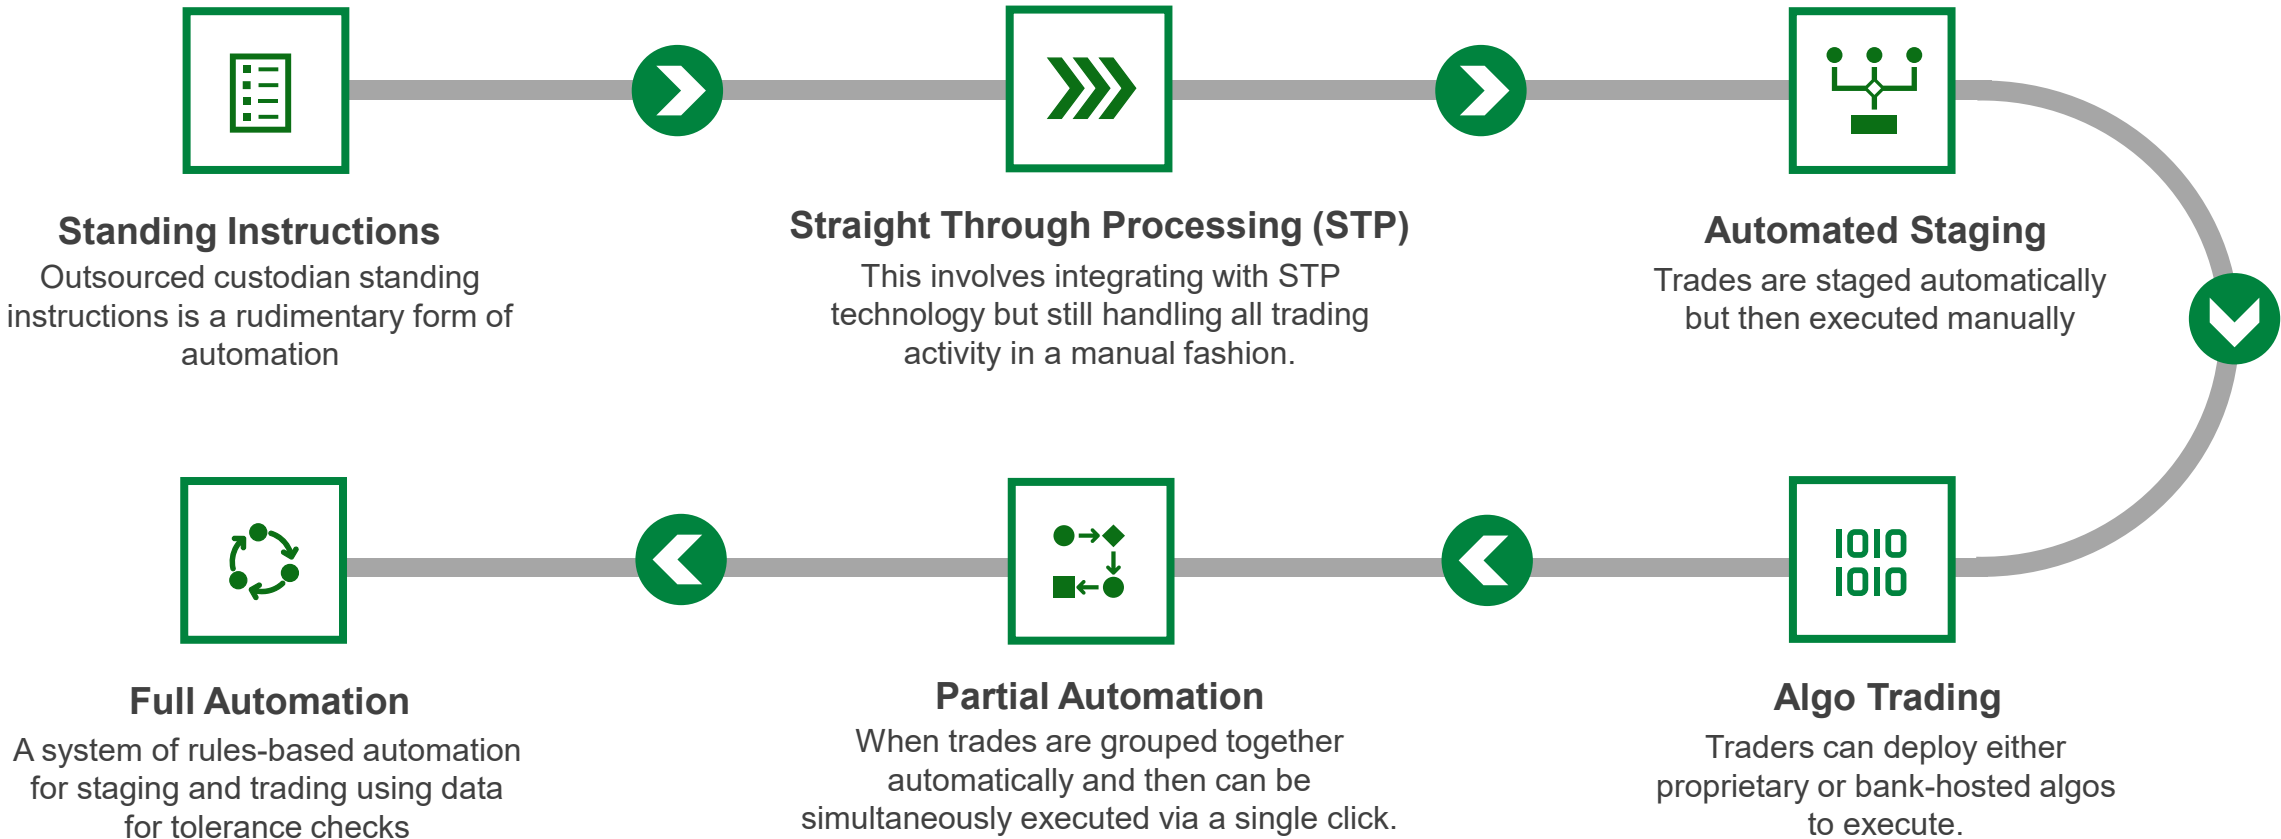 Standing Instructions
Outsourced custodian standing
instructions is a rudimentary form of
automation
Straight Through Processing (STP)
This involves integrating with STP
technology but still handling all trading
activity in a manual fashion.
Automated Staging
Trades are staged automatically
but then executed manually
IOIO
IOIO
Algo Trading
Traders can deploy either
proprietary or bank-hosted algos
to execute.
Partial Automation
When trades are grouped together
automatically and then can be
simultaneously executed via a single click.
Full Automation
A system of rules-based automation
for staging and trading using data
for tolerance checks